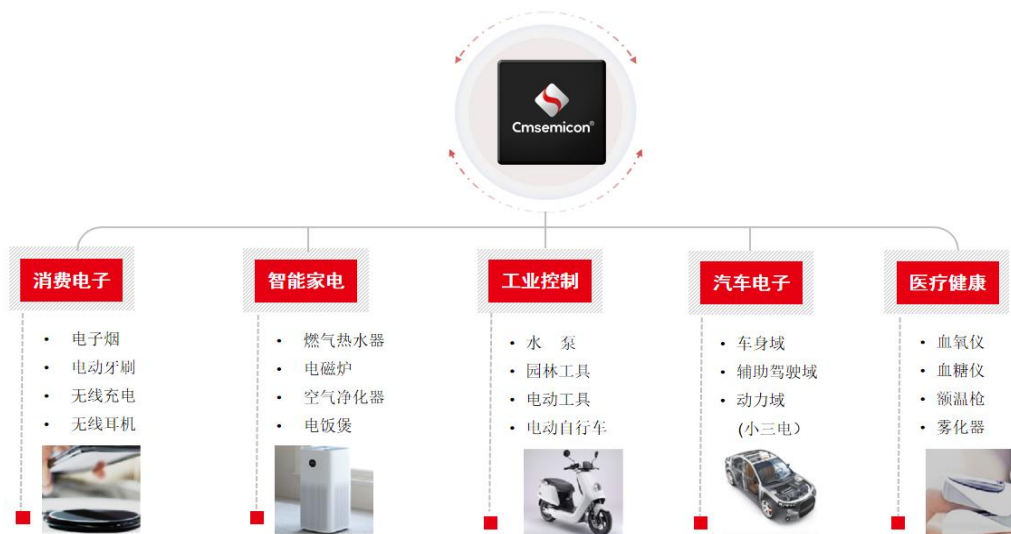 Cmsemicon®
消费电子
• 电子烟
• 电动牙刷
• 无线充电
• 无线耳机
智能家电
• 燃气热水器
• 电磁炉
• 空气净化器
• 电饭煲
工业控制
• 水 泵
• 园林工具
• 电动工具
• 电动自行车
汽车电子
• 车身域
• 辅助驾驶域
• 动力域
(小三电)
医疗健康
• 血氧仪
• 血糖仪
• 额温枪
• 雾化器